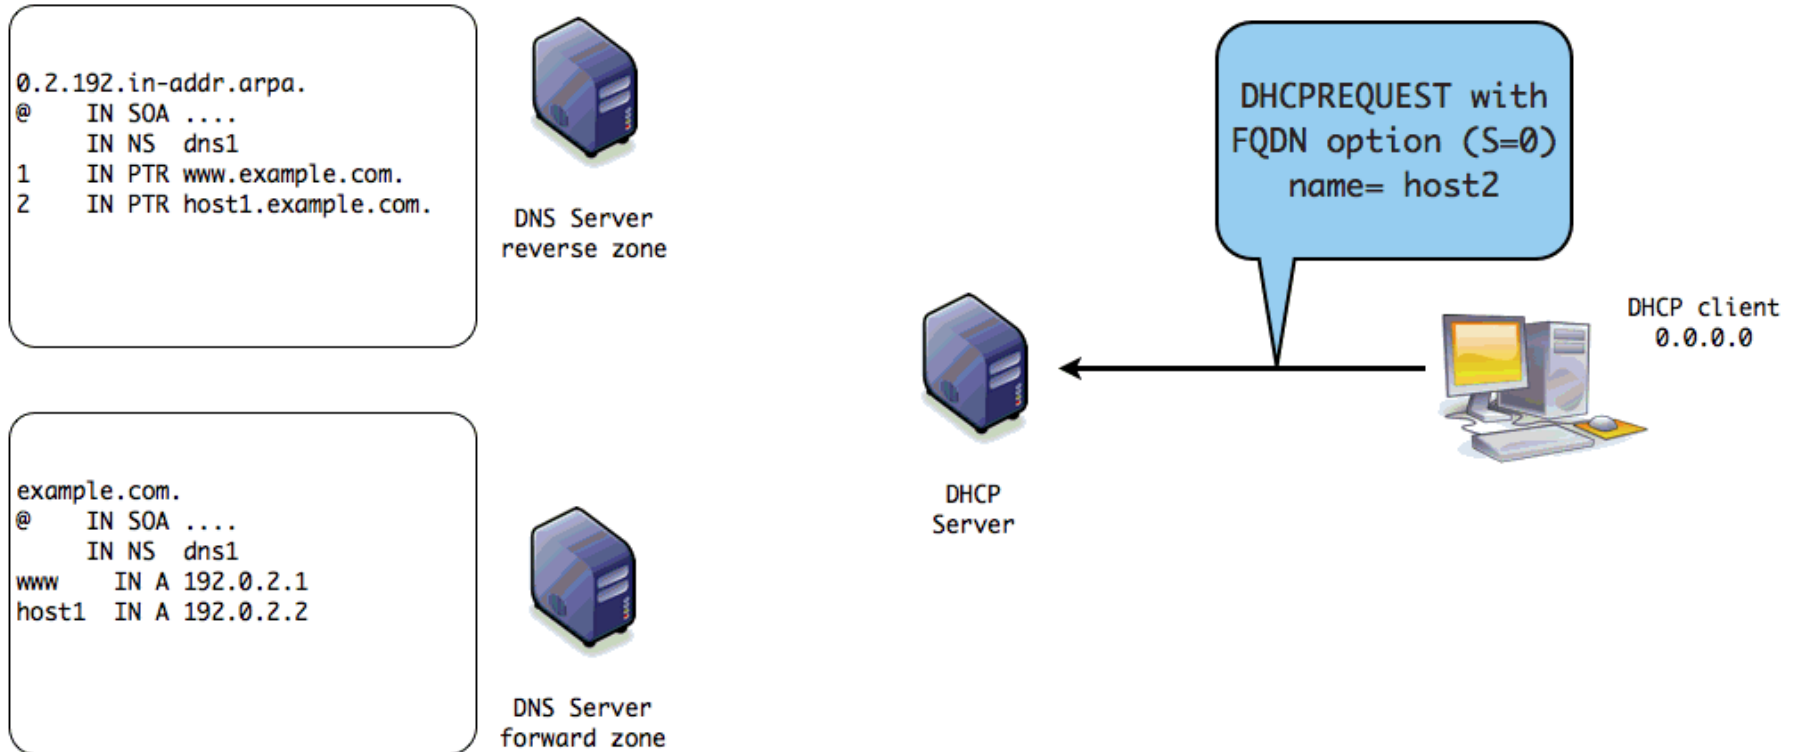 0.2.192.in-addr.arpa.
@ IN SOA ....
IN NS dns1
1 IN PTR www.example.com.
2 IN PTR host1.example.com.
DNS Server
reverse zone
DHCPREQUEST with
FQDN option (S=0)
name= host2
DHCP client
0.0.0.0
DHCP
Server
example.com.
@ IN SOA ....
IN NS dns1
www IN A 192.0.2.1
host1 IN A 192.0.2.2
DNS Server
forward zone